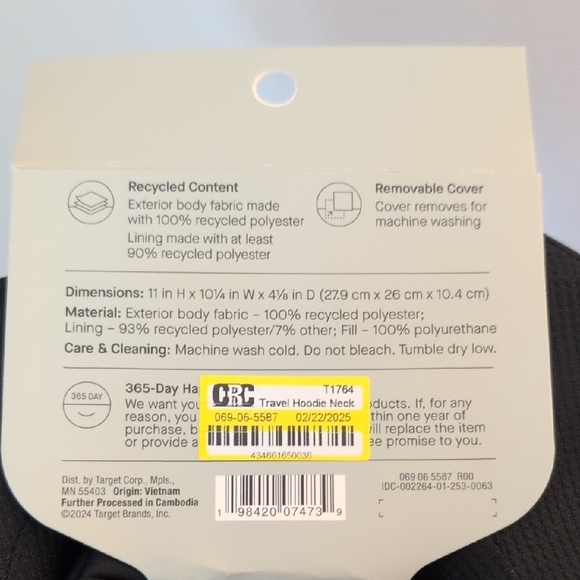 Recycled Content
Exterior body fabric made
with 100% recycled polyester
Lining made with at least
90% recycled polyester
Removable Cover
Cover removes for
machine washing
Dimensions: 11 in H x 10¼ in W x 4⅛ in D (27.9 cm x 26 cm x 10.4 cm)
Material: Exterior body fabric – 100% recycled polyester;
Lining – 93% recycled polyester/7% other; Fill – 100% polyurethane
Care & Cleaning: Machine wash cold. Do not bleach. Tumble dry low.
365 DAY
365-Day Ha
We want you
oducts. If, for any
reason, you
thin one year of
purchase, b
will replace the item
or provide a
ee promise to you.
CRC
T1764
Travel Hoodie Neck
069-06-5587 02/22/2025
434661650036
Dist. by Target Corp., Mpls.,
MN 55403 Origin: Vietnam
Further Processed in Cambodia
©2024 Target Brands, Inc.
1 98420 07473 9
069 06 5587 R00
IDC-002264-01-253-0063